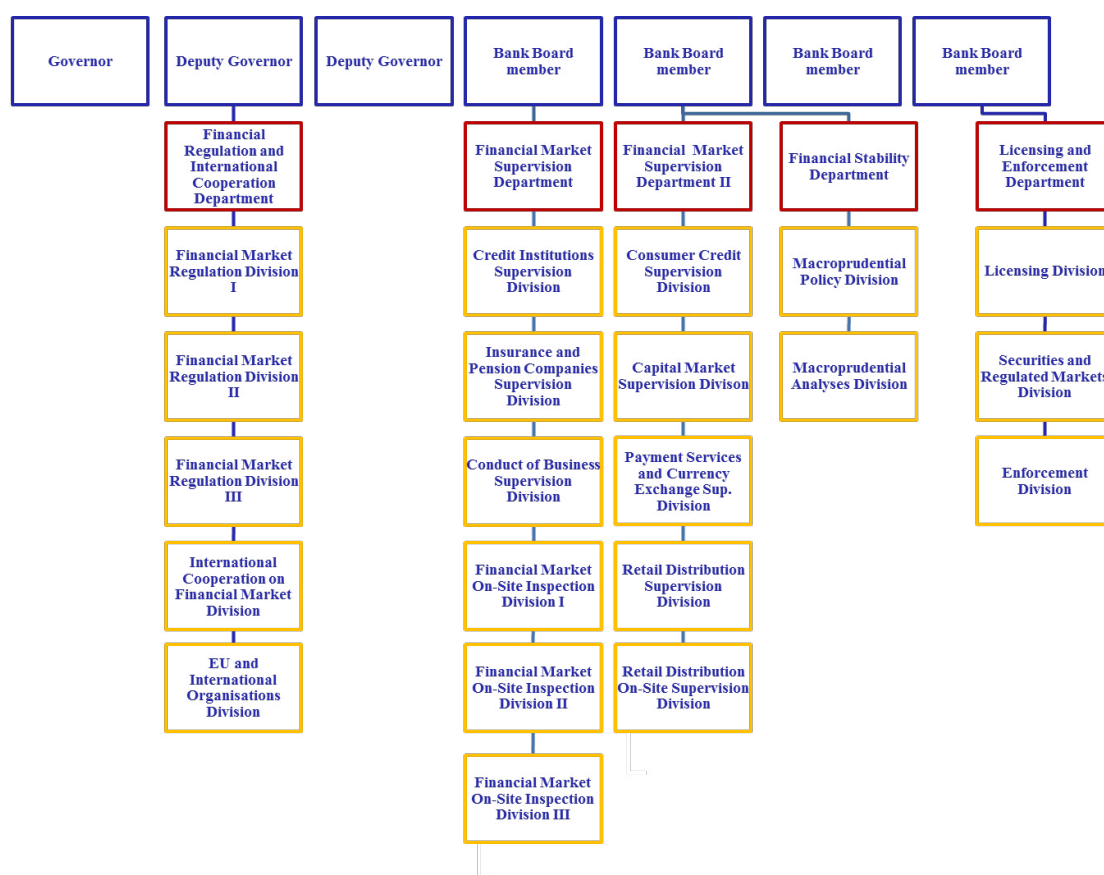 Governor
Deputy Governor
Deputy Governor
Bank Board
member
Bank Board
member
Bank Board
member
Bank Board
member
Financial
Regulation and
International
Cooperation
Department
Financial Market
Supervision
Department
Financial Market
Supervision
Department II
Financial Stability
Department
Licensing and
Enforcement
Department
Financial Market
Regulation Division
I
Credit Institutions
Supervision
Division
Consumer Credit
Supervision
Division
Macroprudential
Policy Division
Licensing Division
Financial Market
Regulation Division
II
Insurance and
Pension Companies
Supervision
Division
Capital Market
Supervision Divison
Macroprudential
Analyses Division
Securities and
Regulated Markets
Division
Financial Market
Regulation Division
III
Conduct of Business
Supervision
Division
Payment Services
and Currency
Exchange Sup.
Division
Enforcement
Division
International
Cooperation on
Financial Market
Division
Financial Market
On-Site Inspection
Division I
Retail Distribution
Supervision
Division
EU and
International
Organisations
Division
Financial Market
On-Site Inspection
Division II
Retail Distribution
On-Site Supervision
Division
Financial Market
On-Site Inspection
Division III